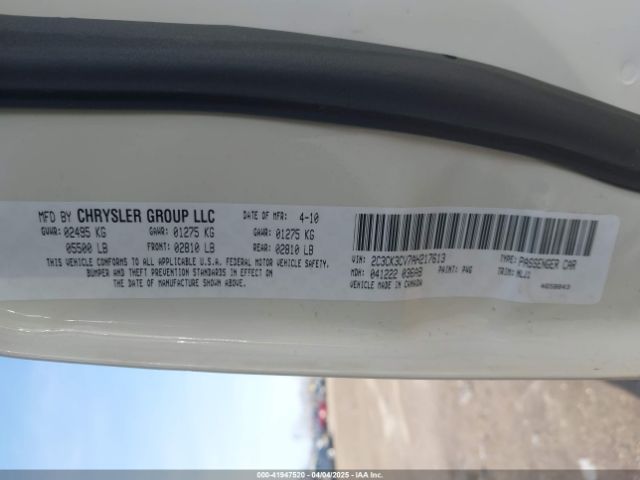 MFD BY CHRYSLER GROUP LLC DATE OF MFR: 4-10
GVWR: 02495 KG GAWR: 01275 KG GAWR: 01275 KG
05500 LB FRONT: 02810 LB REAR: 02810 LB
THIS VEHICLE CONFORMS TO ALL APPLICABLE U.S.A. FEDERAL MOTOR VEHICLE SAFETY,
BUMPER AND THEFT PREVENTION STANDARDS IN EFFECT ON
THE DATE OF MANUFACTURE SHOWN ABOVE.
VIN: 2C3CK3CV7AH217613 TYPE: PASSENGER CAR
MDH: 041222 036AB PAINT: PWG TRIM: MLJ1
VEHICLE MADE IN CANADA
000-41947520 - 04/04/2025 - IAA Inc.